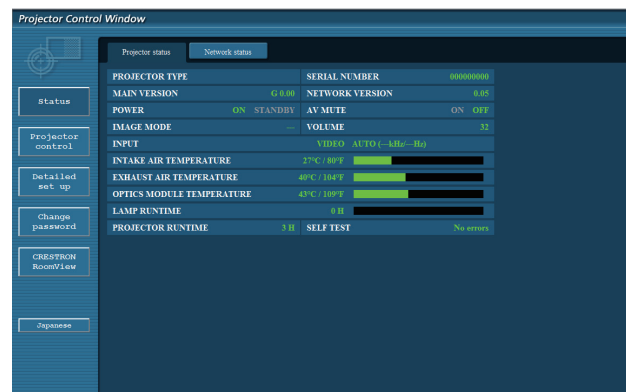 Projector Control Window
Projector status
Network status
PROJECTOR TYPE
SERIAL NUMBER 000000000
MAIN VERSION G 0.00
NETWORK VERSION 0.05
POWER ON STANDBY
AV MUTE ON OFF
IMAGE MODE ---
VOLUME 32
INPUT VIDEO AUTO (---kHz/---Hz)
INTAKE AIR TEMPERATURE 27°C / 80°F
EXHAUST AIR TEMPERATURE 40°C / 104°F
OPTICS MODULE TEMPERATURE 43°C / 109°F
LAMP RUNTIME 0 H
PROJECTOR RUNTIME 3 H
SELF TEST No errors
Status
Projector
control
Detailed
set up
Change
password
CRESTRON
RoomView
Japanese